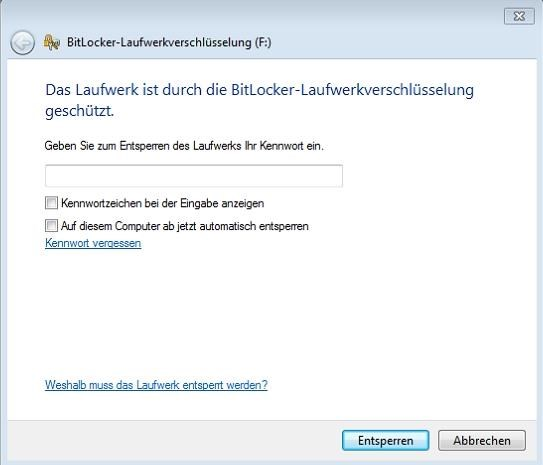 BitLocker-Laufwerkverschlüsselung (F:)
Das Laufwerk ist durch die BitLocker-Laufwerkverschlüsselung
geschützt.
Geben Sie zum Entsperren des Laufwerks Ihr Kennwort ein.
Kennwortzeichen bei der Eingabe anzeigen
Auf diesem Computer ab jetzt automatisch entsperren
Kennwort vergessen
Weshalb muss das Laufwerk entsperrt werden?
Entsperren
Abbrechen